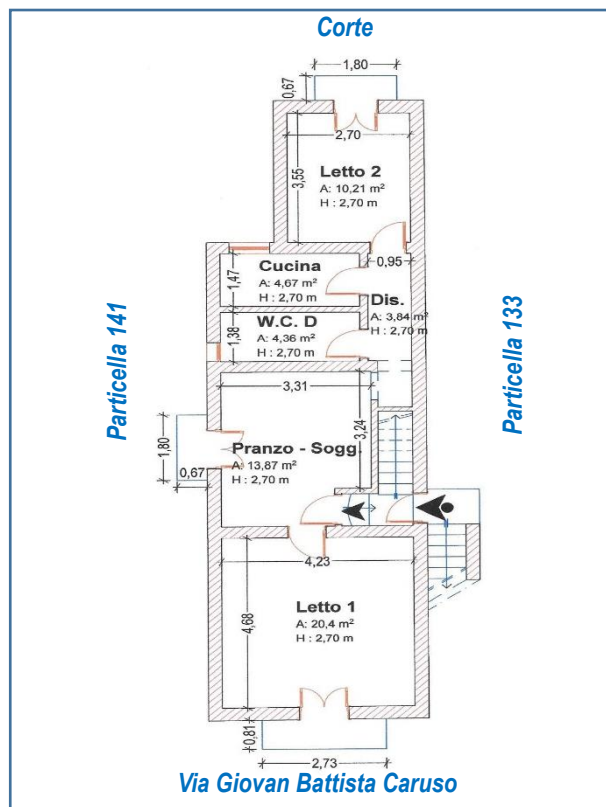 Corte
1,80
0,67
2,70
3,55
Letto 2
A: 10,21 m²
H : 2,70 m
0,95
Cucina
A: 4,67 m²
H : 2,70 m
1,47
Dis.
A: 3,84 m²
H : 2,70 m
W.C. D
A: 4,36 m²
H : 2,70 m
1,38
Particella 141
Particella 133
3,31
3,24
Pranzo - Sogg.
A: 13,87 m²
H : 2,70 m
1,80
0,67
4,23
4,68
Letto 1
A: 20,4 m²
H : 2,70 m
0,81
2,73
Via Giovan Battista Caruso